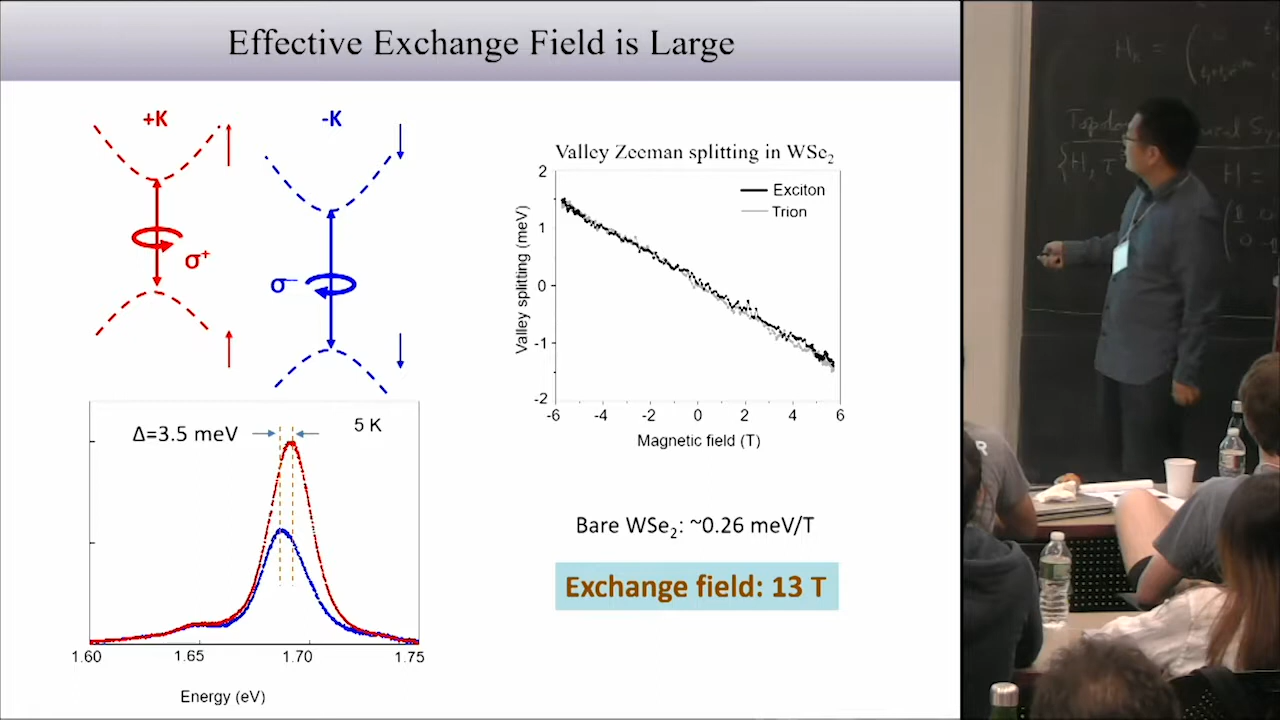 Effective Exchange Field is Large
+K
-K
σ+
σ−
Valley Zeeman splitting in WSe2
Exciton
Trion
Valley splitting (meV)
2
1
0
-1
-2
-6 -4 -2 0 2 4 6
Magnetic field (T)
Δ=3.5 meV
5 K
1.60 1.65 1.70 1.75
Energy (eV)
Bare WSe2: ~0.26 meV/T
Exchange field: 13 T